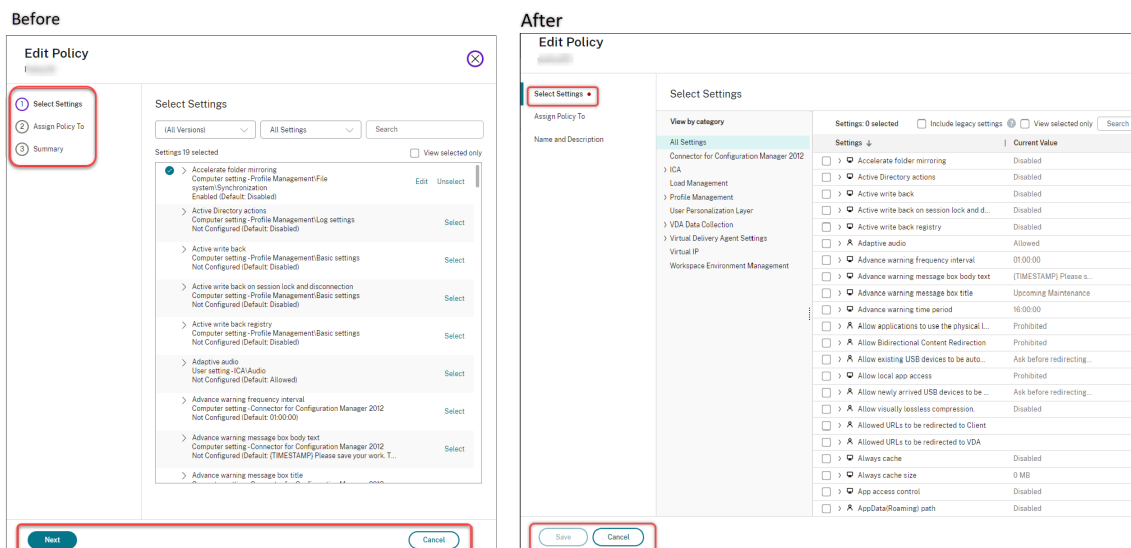 Before
Edit Policy
1 Select Settings
2 Assign Policy To
3 Summary
Select Settings
(All Versions)
All Settings
Search
Settings 19 selected
View selected only
Accelerate folder mirroring
Computer setting - Profile Management\File
system\Synchronization
Enabled (Default: Disabled)
Edit Unselect
Active Directory actions
Computer setting - Profile Management\Log settings
Not Configured (Default: Disabled)
Select
Active write back
Computer setting - Profile Management\Basic settings
Not Configured (Default: Disabled)
Select
Active write back on session lock and disconnection
Computer setting - Profile Management\Basic settings
Not Configured (Default: Disabled)
Select
Active write back registry
Computer setting - Profile Management\Basic settings
Not Configured (Default: Disabled)
Select
Adaptive audio
User setting - ICA\Audio
Not Configured (Default: Allowed)
Select
Advance warning frequency interval
Computer setting - Connector for Configuration Manager 2012
Not Configured (Default: 01:00:00)
Select
Advance warning message box body text
Computer setting - Connector for Configuration Manager 2012
Not Configured (Default: {TIMESTAMP} Please save your work. T...
Select
Advance warning message box title
Next
Cancel
After
Edit Policy
Select Settings
Assign Policy To
Name and Description
Select Settings
View by category
All Settings
Connector for Configuration Manager 2012
ICA
Load Management
Profile Management
User Personalization Layer
VDA Data Collection
Virtual Delivery Agent Settings
Virtual IP
Workspace Environment Management
Settings: 0 selected Include legacy settings ? View selected only Search
Settings Current Value
Accelerate folder mirroring Disabled
Active Directory actions Disabled
Active write back Disabled
Active write back on session lock and d... Disabled
Active write back registry Disabled
Adaptive audio Allowed
Advance warning frequency interval 01:00:00
Advance warning message box body text {TIMESTAMP} Please s...
Advance warning message box title Upcoming Maintenance
Advance warning time period 16:00:00
Allow applications to use the physical l... Prohibited
Allow Bidirectional Content Redirection Prohibited
Allow existing USB devices to be auto... Ask before redirecting...
Allow local app access Prohibited
Allow newly arrived USB devices to be ... Ask before redirecting...
Allow visually lossless compression. Disabled
Allowed URLs to be redirected to Client
Allowed URLs to be redirected to VDA
Always cache Disabled
Always cache size 0 MB
App access control Disabled
AppData(Roaming) path Disabled
Save
Cancel